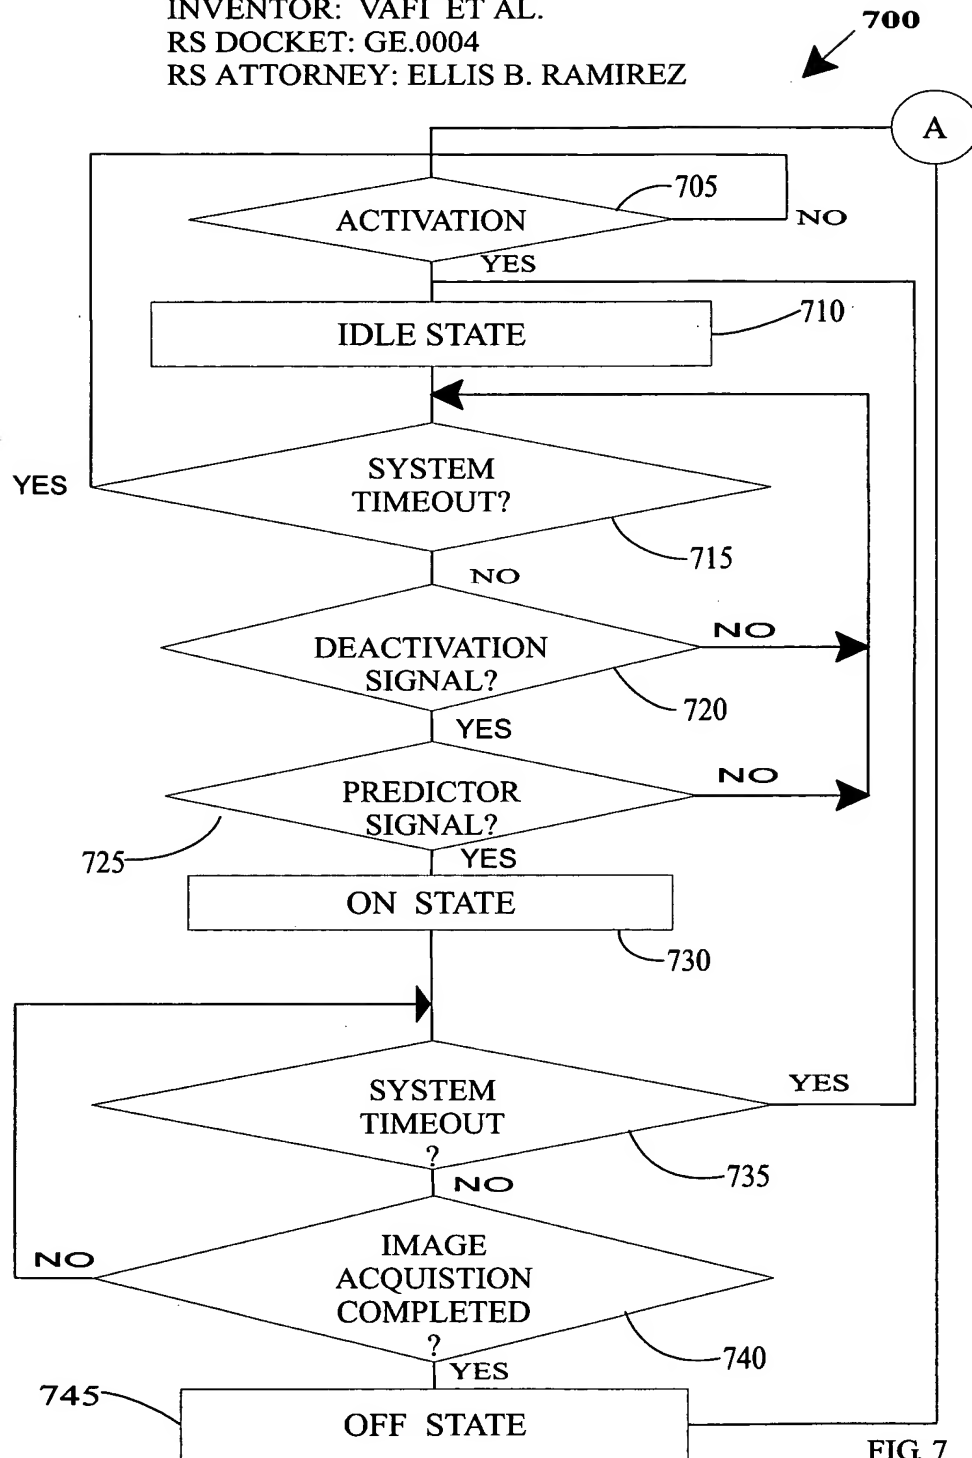 INVENTOR: VAFI ET AL.
RS DOCKET: GE.0004
RS ATTORNEY: ELLIS B. RAMIREZ
700
A
705
ACTIVATION
NO
YES
710
IDLE STATE
YES
SYSTEM
TIMEOUT?
715
NO
NO
DEACTIVATION
SIGNAL?
720
YES
NO
PREDICTOR
SIGNAL?
725
YES
ON STATE
730
YES
SYSTEM
TIMEOUT
?
735
NO
NO
IMAGE
ACQUISTION
COMPLETED
?
740
YES
745
OFF STATE
FIG. 7